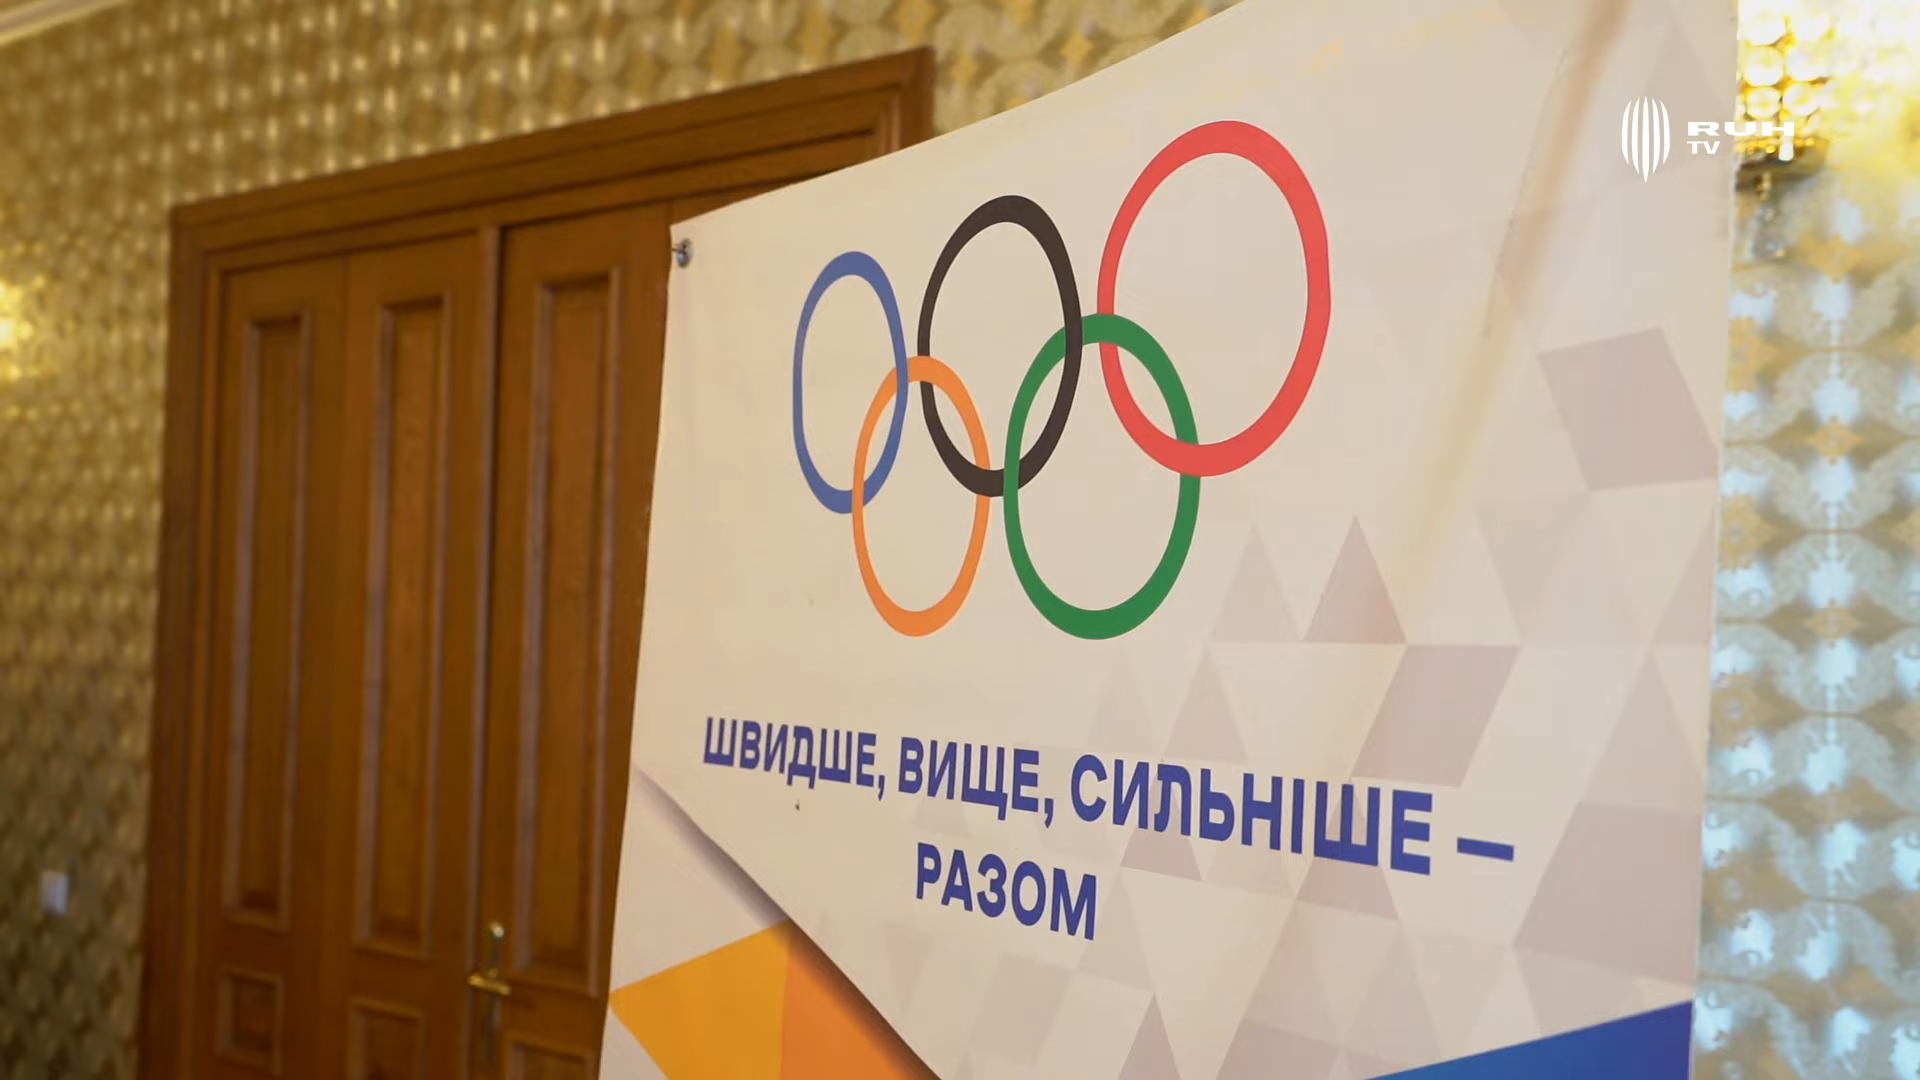 RUH
TV
ШВИДШЕ, ВИЩЕ, СИЛЬНІШЕ –
РАЗОМ